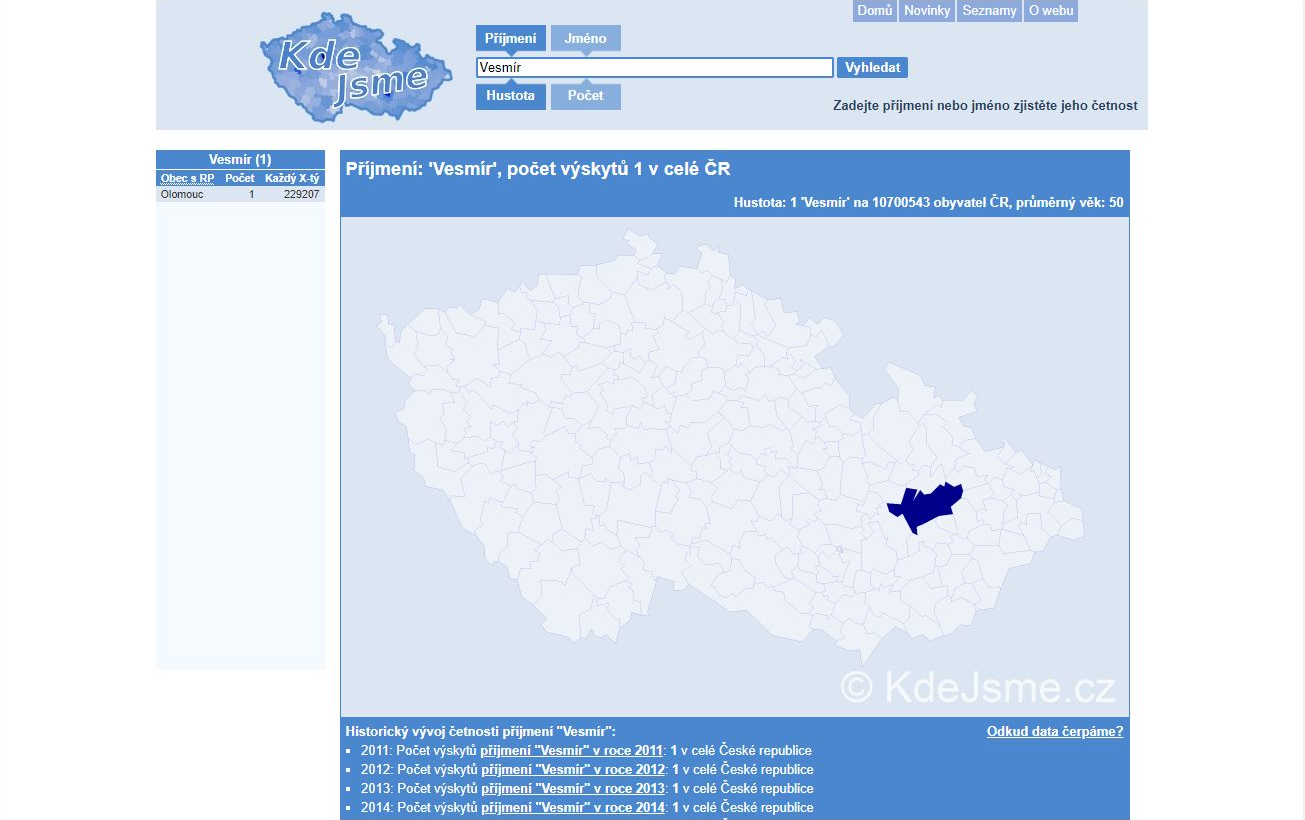 Domů Novinky Seznamy O webu
Kde
Jsme
Příjmení Jméno
Vesmír Vyhledat
Hustota Počet
Zadejte příjmení nebo jméno zjistěte jeho četnost
Vesmír (1)
Obec s RP Počet Každý X-tý
Olomouc 1 229207
Příjmení: 'Vesmír', počet výskytů 1 v celé ČR
Hustota: 1 'Vesmír' na 10700543 obyvatel ČR, průměrný věk: 50
© KdeJsme.cz
Historický vývoj četnosti příjmení "Vesmír": Odkud data čerpáme?
2011: Počet výskytů příjmení "Vesmír" v roce 2011: 1 v celé České republice
2012: Počet výskytů příjmení "Vesmír" v roce 2012: 1 v celé České republice
2013: Počet výskytů příjmení "Vesmír" v roce 2013: 1 v celé České republice
2014: Počet výskytů příjmení "Vesmír" v roce 2014: 1 v celé České republice